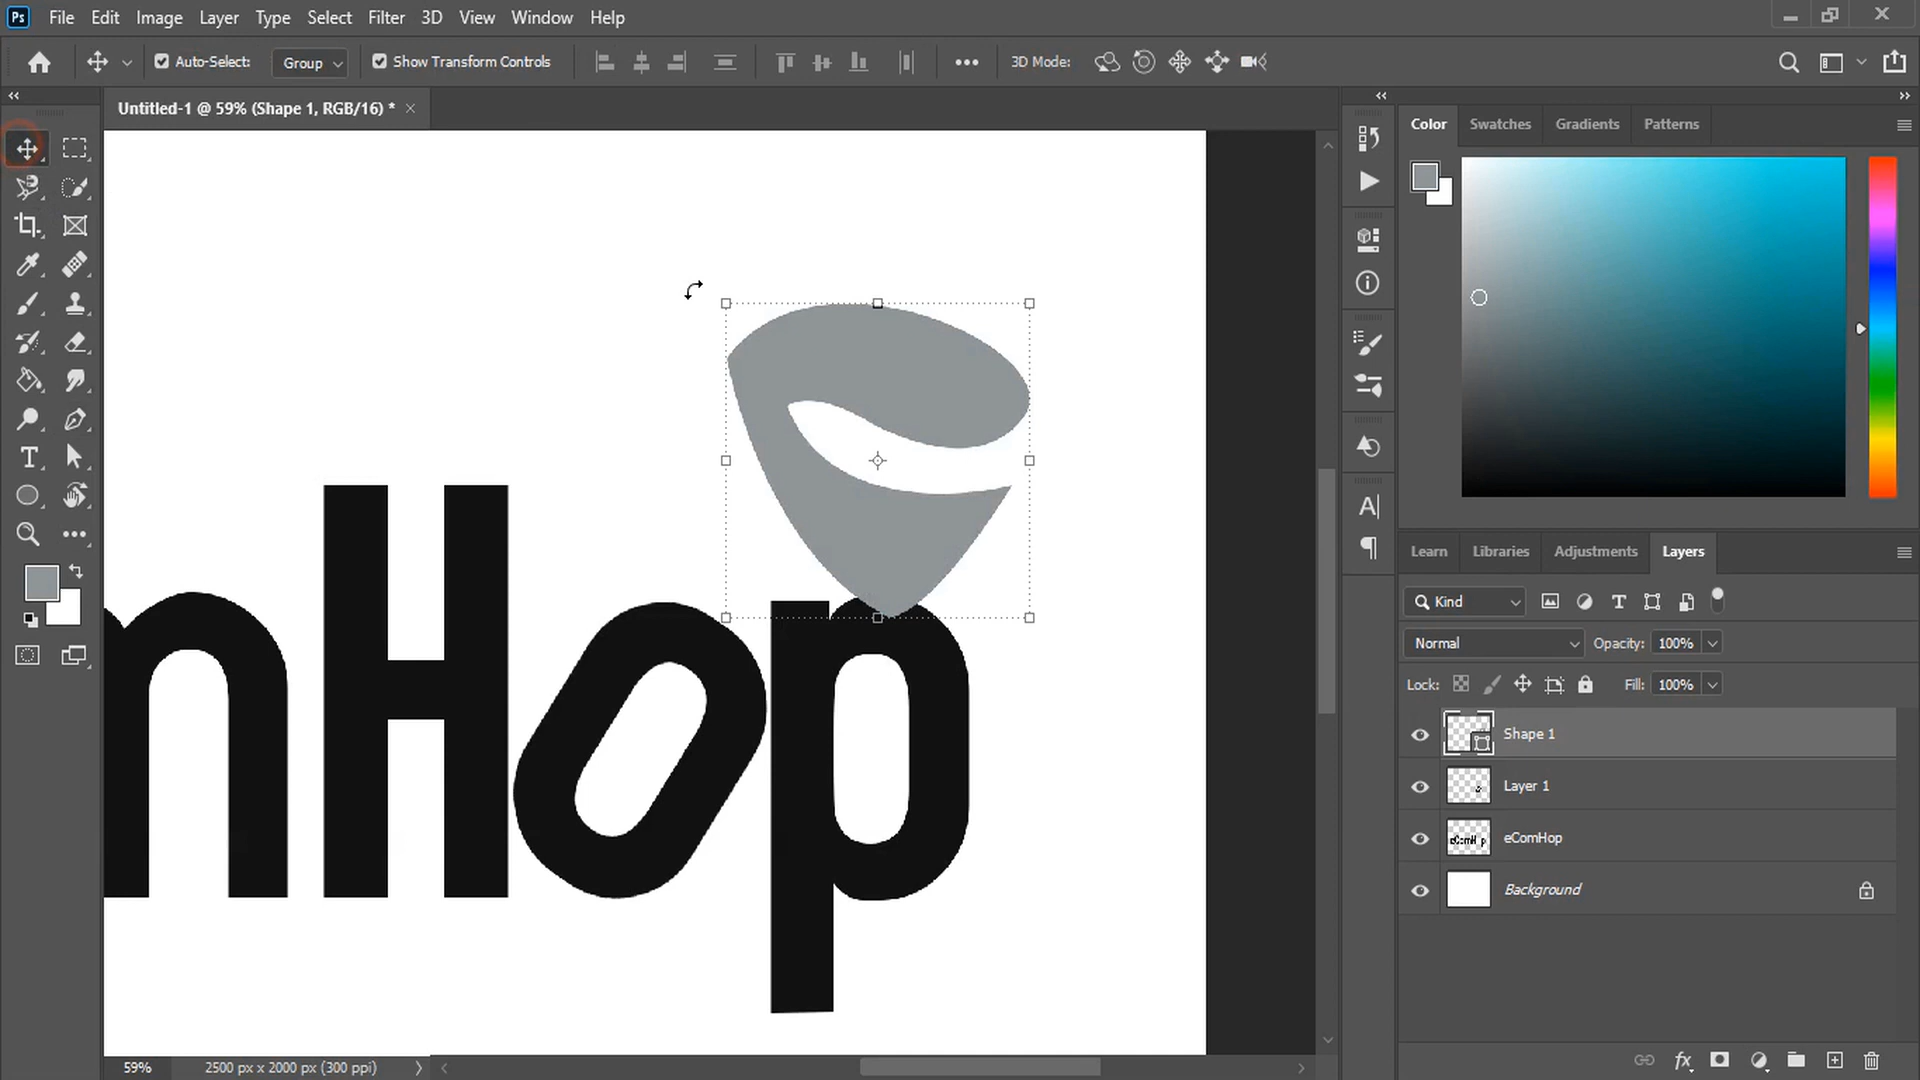 Ps File Edit Image Layer Type Select Filter 3D View Window Help
Auto-Select: Group Show Transform Controls 3D Mode:
Untitled-1 @ 59% (Shape 1, RGB/16) *
Color Swatches Gradients Patterns
mHop
Learn Libraries Adjustments Layers
Kind
Normal Opacity: 100%
Lock: Fill: 100%
Shape 1
Layer 1
eComHop
Background
59% 2500 px x 2000 px (300 ppi)